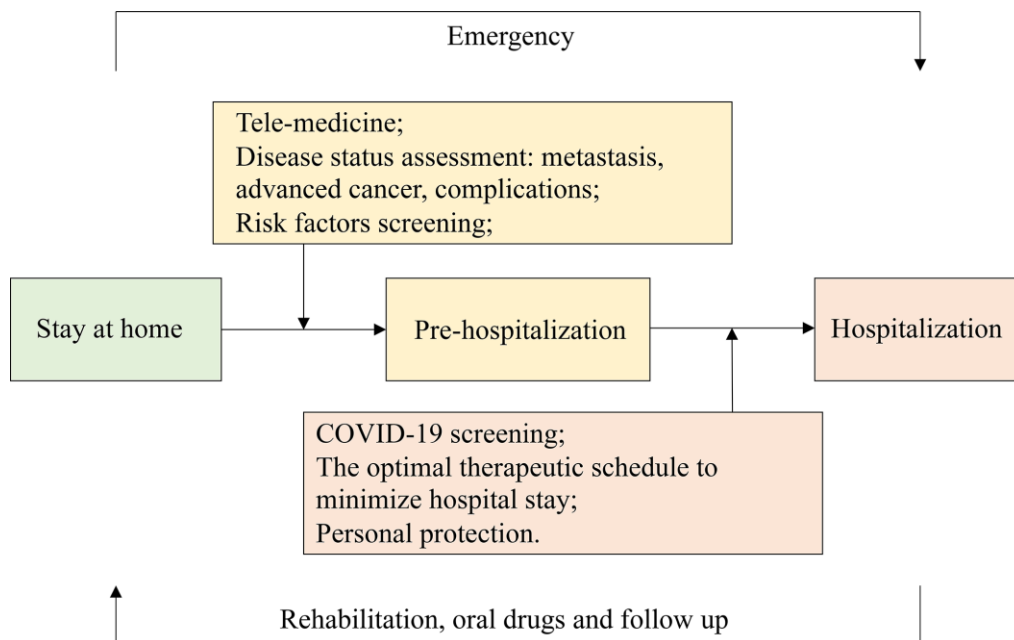 Emergency
Tele-medicine;
Disease status assessment: metastasis,
advanced cancer, complications;
Risk factors screening;
Stay at home
Pre-hospitalization
Hospitalization
COVID-19 screening;
The optimal therapeutic schedule to
minimize hospital stay;
Personal protection.
Rehabilitation, oral drugs and follow up